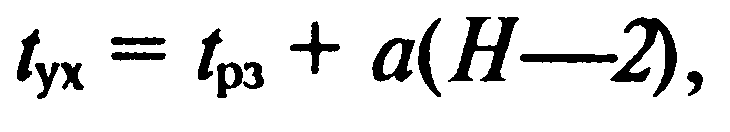 tух = tрз + a(H—2),